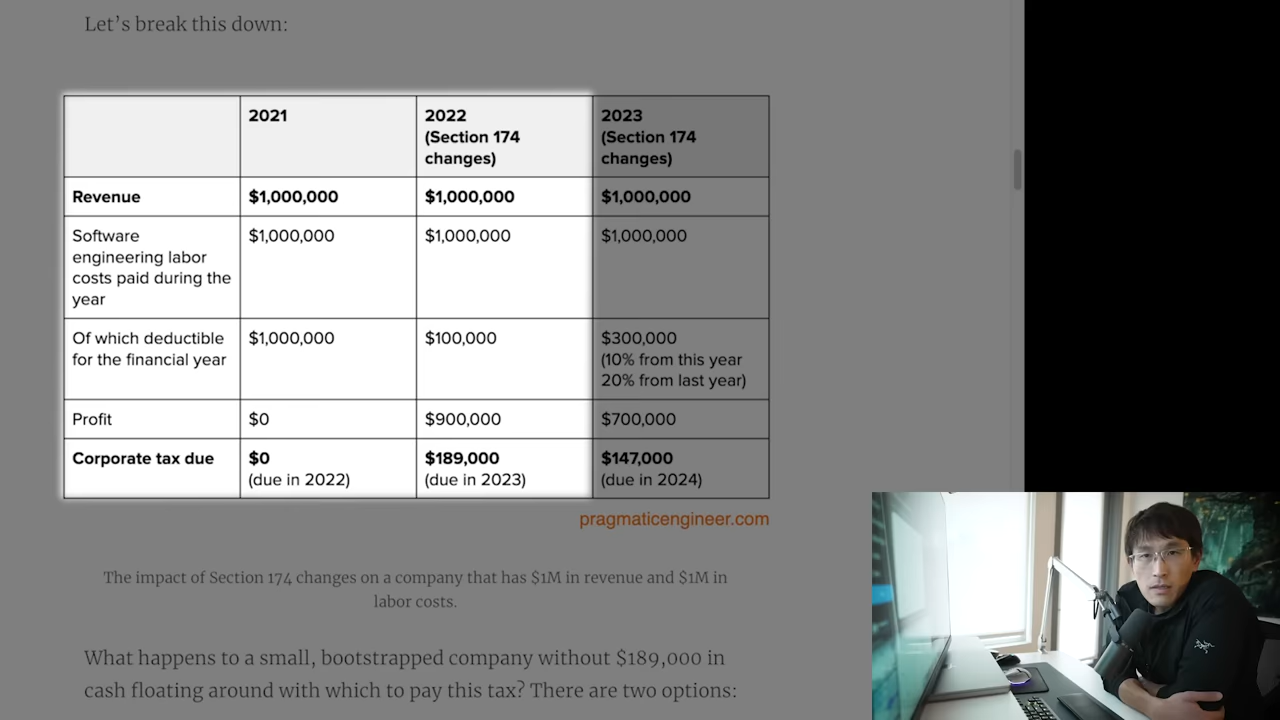 Let’s break this down:
2021
2022
(Section 174
changes)
2023
(Section 174
changes)
Revenue
$1,000,000
$1,000,000
$1,000,000
Software
engineering labor
costs paid during the
year
$1,000,000
$1,000,000
$1,000,000
Of which deductible
for the financial year
$1,000,000
$100,000
$300,000
(10% from this year
20% from last year)
Profit
$0
$900,000
$700,000
Corporate tax due
$0
(due in 2022)
$189,000
(due in 2023)
$147,000
(due in 2024)
pragmaticengineer.com
The impact of Section 174 changes on a company that has $1M in revenue and $1M in
labor costs.
What happens to a small, bootstrapped company without $189,000 in
cash floating around with which to pay this tax? There are two options: